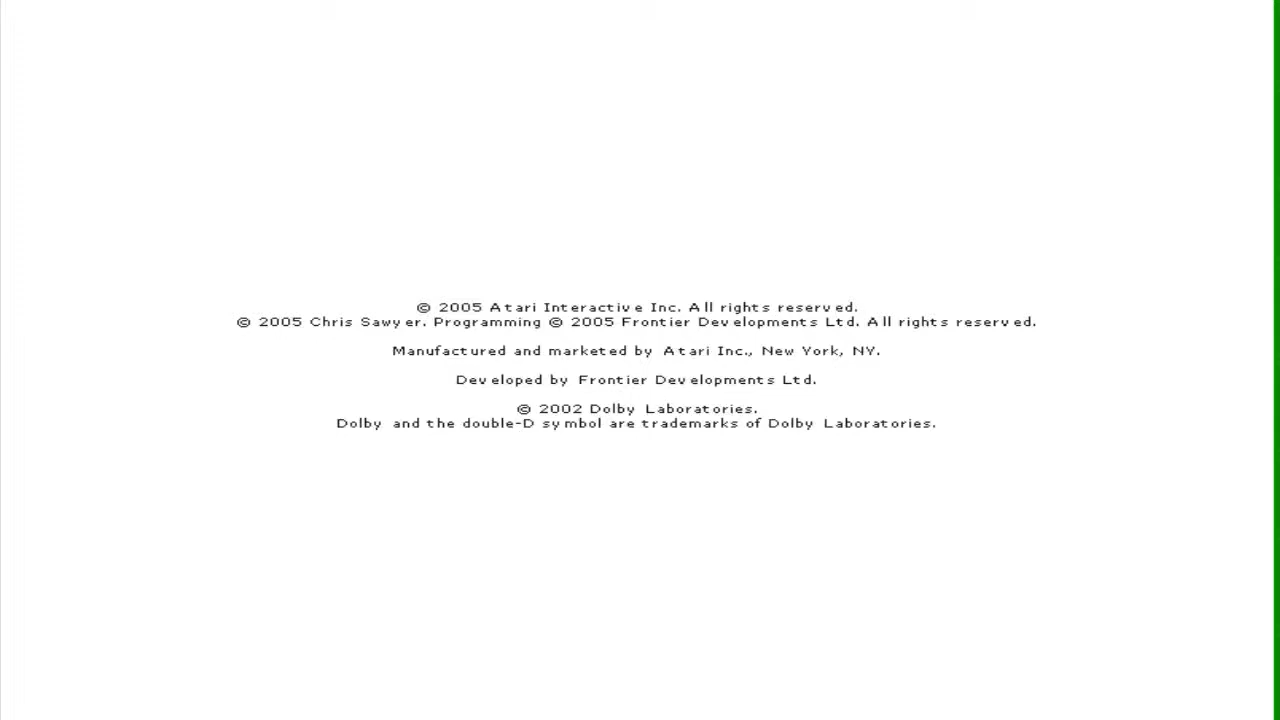 © 2005 Atari Interactive Inc. All rights reserved.
© 2005 Chris Sawyer. Programming © 2005 Frontier Developments Ltd. All rights reserved.
Manufactured and marketed by Atari Inc., New York, NY.
Developed by Frontier Developments Ltd.
© 2002 Dolby Laboratories.
Dolby and the double-D symbol are trademarks of Dolby Laboratories.